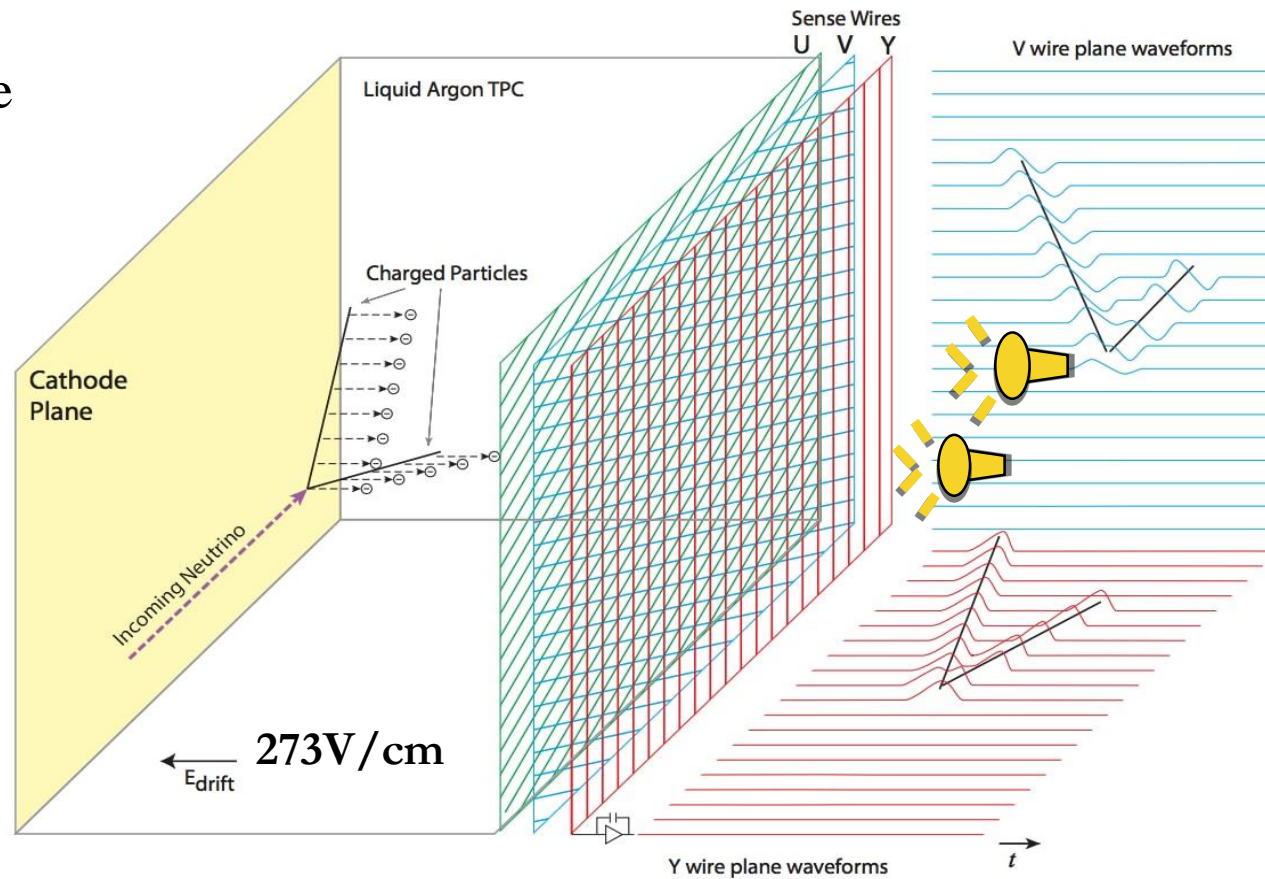 e
Sense Wires
U V Y
V wire plane waveforms
Liquid Argon TPC
Charged Particles
Cathode
Plane
Incoming Neutrino
Edrift
273V/cm
Y wire plane waveforms
t